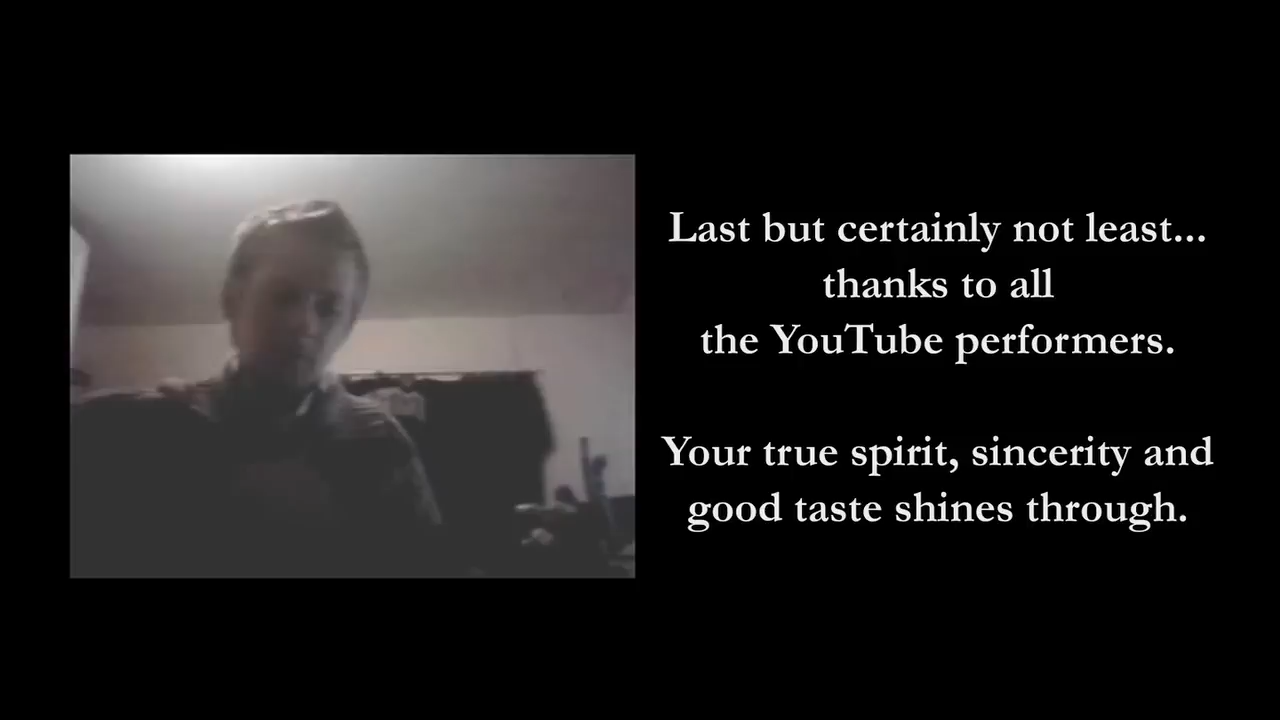 Last but certainly not least...
thanks to all
the YouTube performers.
Your true spirit, sincerity and
good taste shines through.